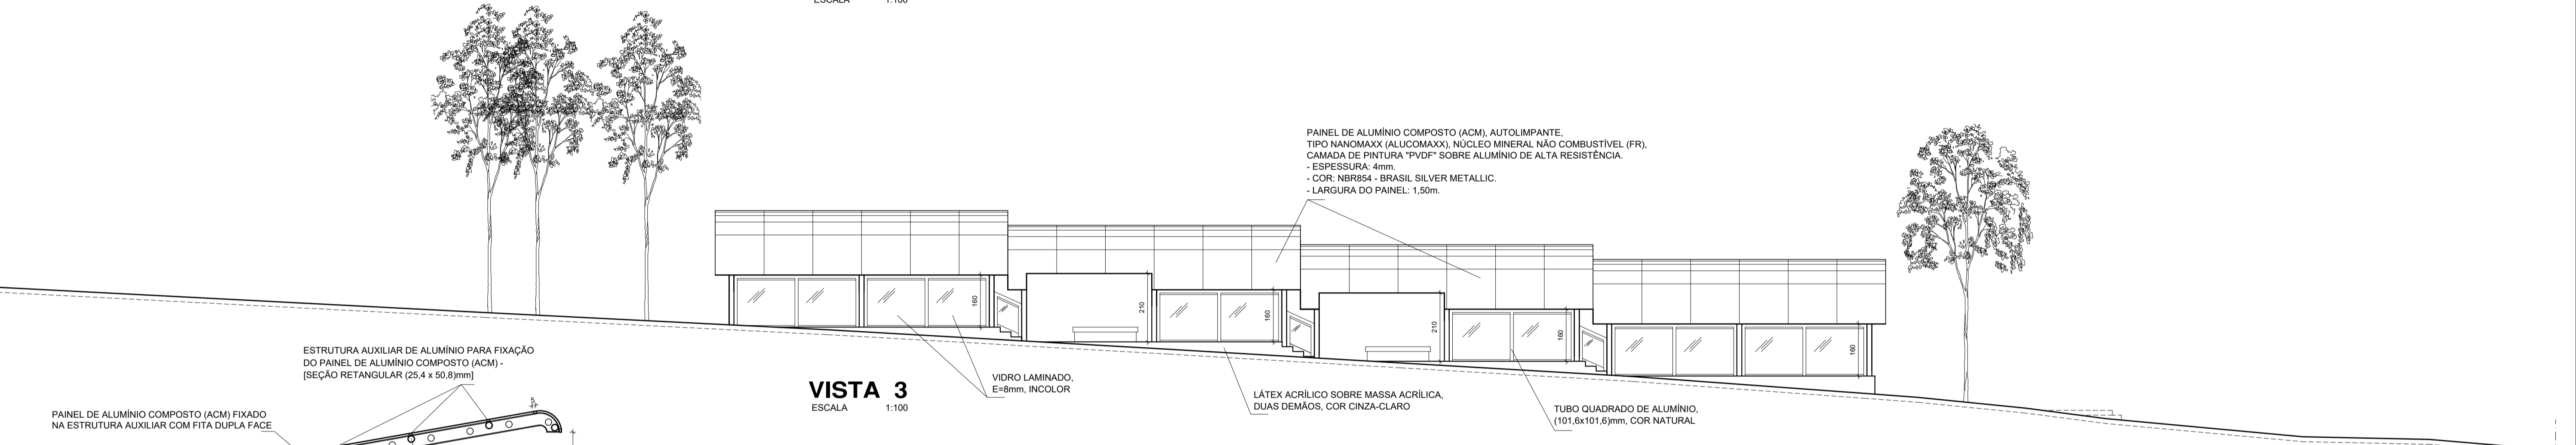 ESCALA 1:100
PAINEL DE ALUMÍNIO COMPOSTO (ACM), AUTOLIMPANTE,
TIPO NANOMAXX (ALUCOMAXX), NÚCLEO MINERAL NÃO COMBUSTÍVEL (FR),
CAMADA DE PINTURA "PVDF" SOBRE ALUMÍNIO DE ALTA RESISTÊNCIA.
- ESPESSURA: 4mm.
- COR: NBR854 - BRASIL SILVER METALLIC.
- LARGURA DO PAINEL: 1,50m.
160
210
160
210
160
160
ESTRUTURA AUXILIAR DE ALUMÍNIO PARA FIXAÇÃO
DO PAINEL DE ALUMÍNIO COMPOSTO (ACM) -
[SEÇÃO RETANGULAR (25,4 x 50,8)mm]
PAINEL DE ALUMÍNIO COMPOSTO (ACM) FIXADO
NA ESTRUTURA AUXILIAR COM FITA DUPLA FACE
5
VISTA 3
ESCALA 1:100
VIDRO LAMINADO,
E=8mm, INCOLOR
LÁTEX ACRÍLICO SOBRE MASSA ACRÍLICA,
DUAS DEMÃOS, COR CINZA-CLARO
TUBO QUADRADO DE ALUMÍNIO,
(101,6x101,6)mm, COR NATURAL